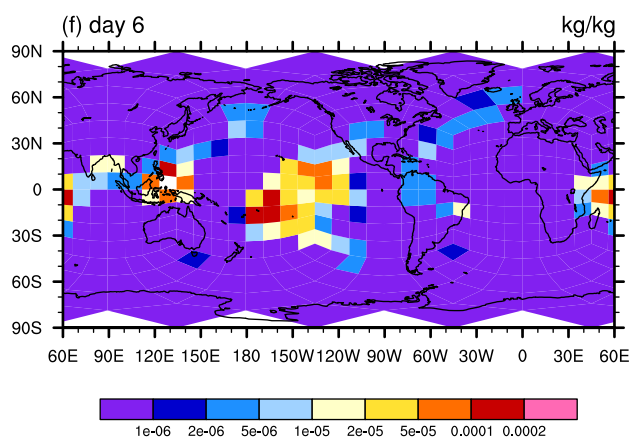 (f) day 6 kg/kg
90N
60N
30N
0
30S
60S
90S
60E 90E 120E 150E 180 150W 120W 90W 60W 30W 0 30E 60E
1e-06 2e-06 5e-06 1e-05 2e-05 5e-05 0.0001 0.0002